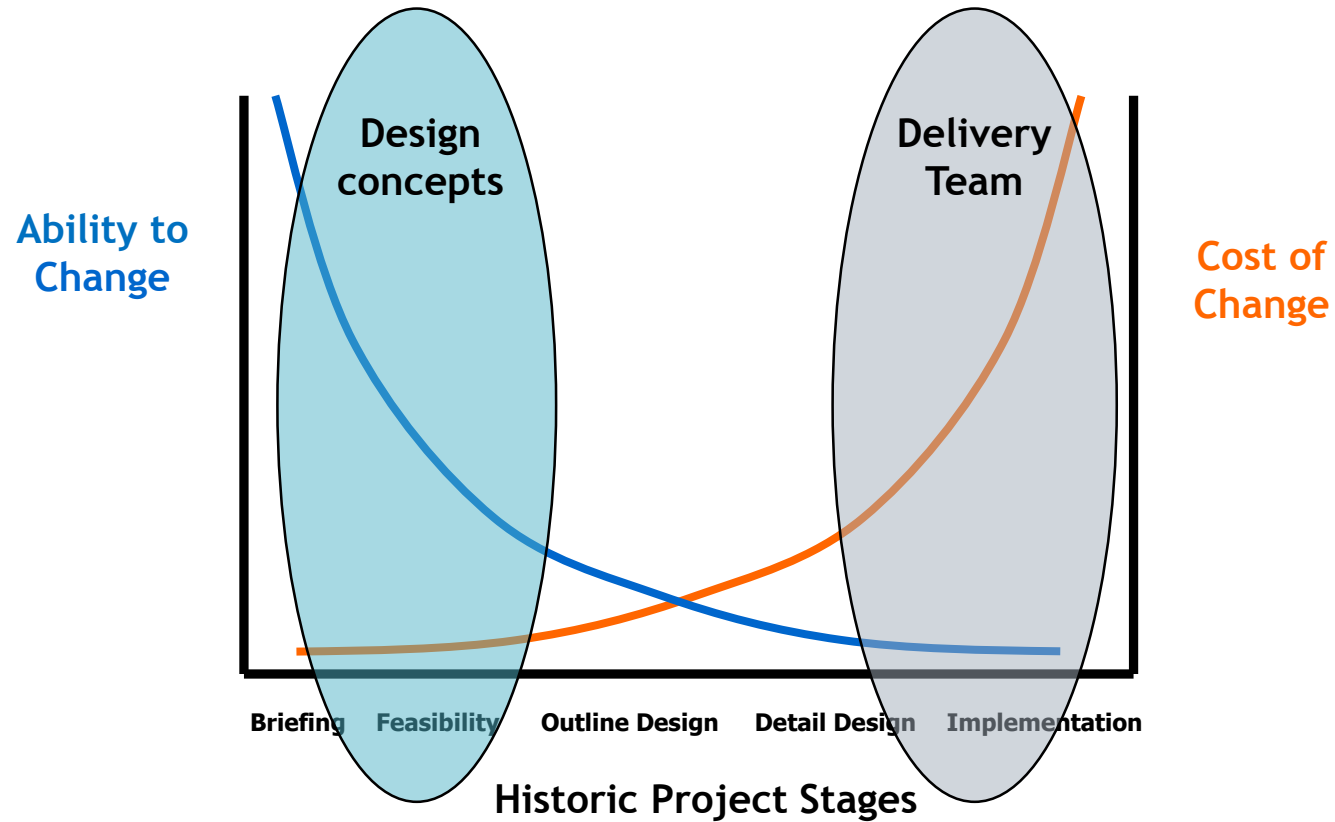 Design
concepts
Delivery
Team
Ability to
Change
Cost of
Change
Briefing Feasibility Outline Design Detail Design Implementation
Historic Project Stages